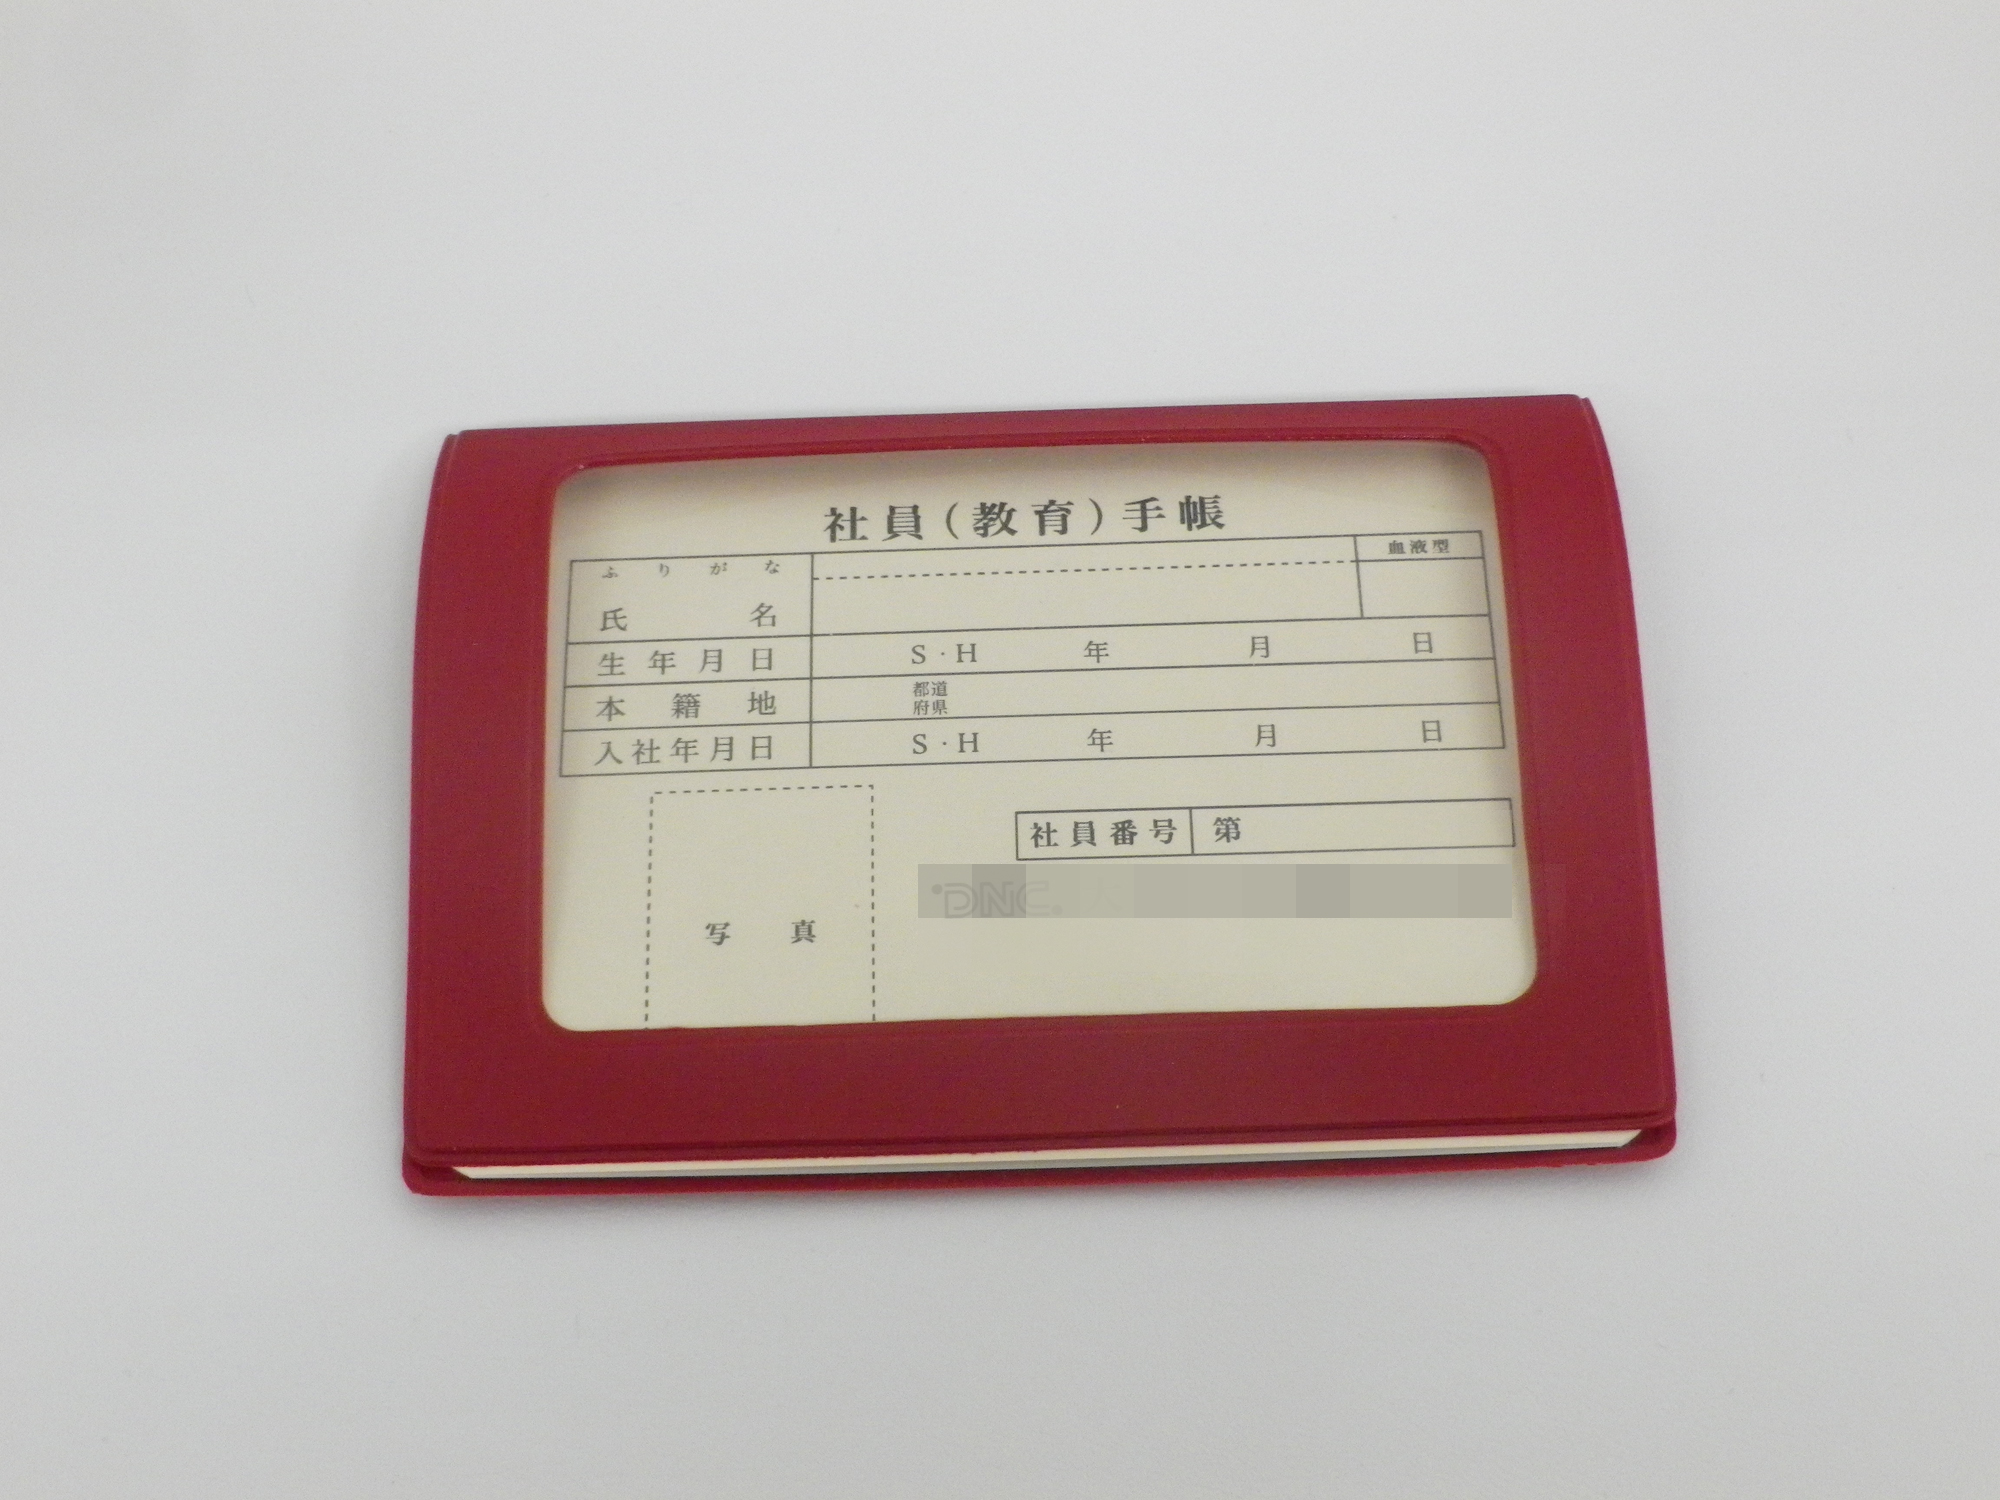 社員(教育)手帳
ふりがな
血液型
氏名
生年月日 S・H 年 月 日
本籍地 都道府県
入社年月日 S・H 年 月 日
社員番号 第
DNC.
写真